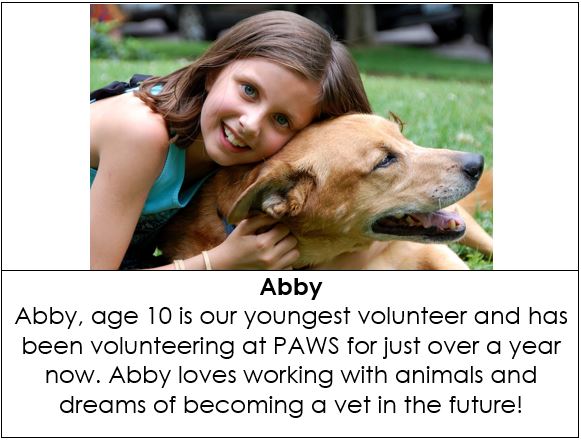 Abby
Abby, age 10 is our youngest volunteer and has
been volunteering at PAWS for just over a year
now. Abby loves working with animals and
dreams of becoming a vet in the future!